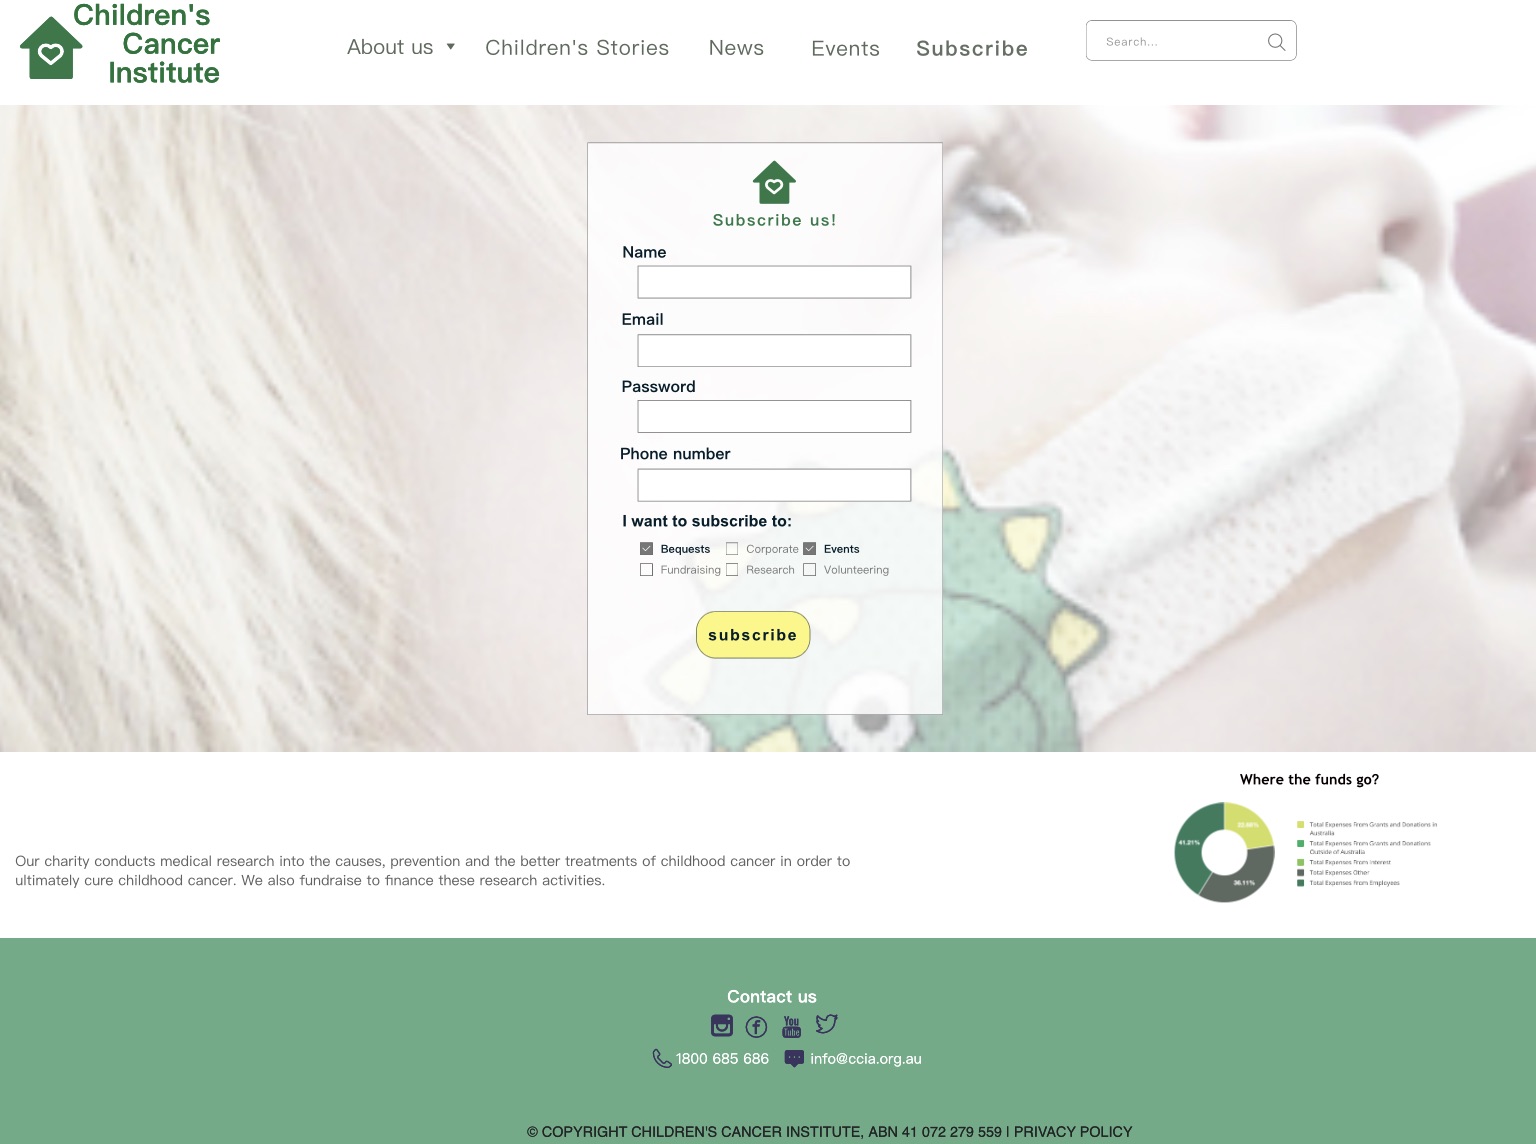 Children's
Cancer
Institute
About us
Children's Stories
News
Events
Subscribe
Search...
Subscribe us!
Name
Email
Password
Phone number
I want to subscribe to:
Bequests Corporate Events
Fundraising Research Volunteering
subscribe
Where the funds go?
41.21%
36.11%
Total Expenses From Grants and Donations in
Australia
Total Expenses From Grants and Donations
Outside of Australia
Total Expenses From Interest
Total Expenses Other
Total Expenses From Employees
Our charity conducts medical research into the causes, prevention and the better treatments of childhood cancer in order to
ultimately cure childhood cancer. We also fundraise to finance these research activities.
Contact us
You
Tube
1800 685 686 info@ccia.org.au
© COPYRIGHT CHILDREN'S CANCER INSTITUTE, ABN 41 072 279 559 | PRIVACY POLICY